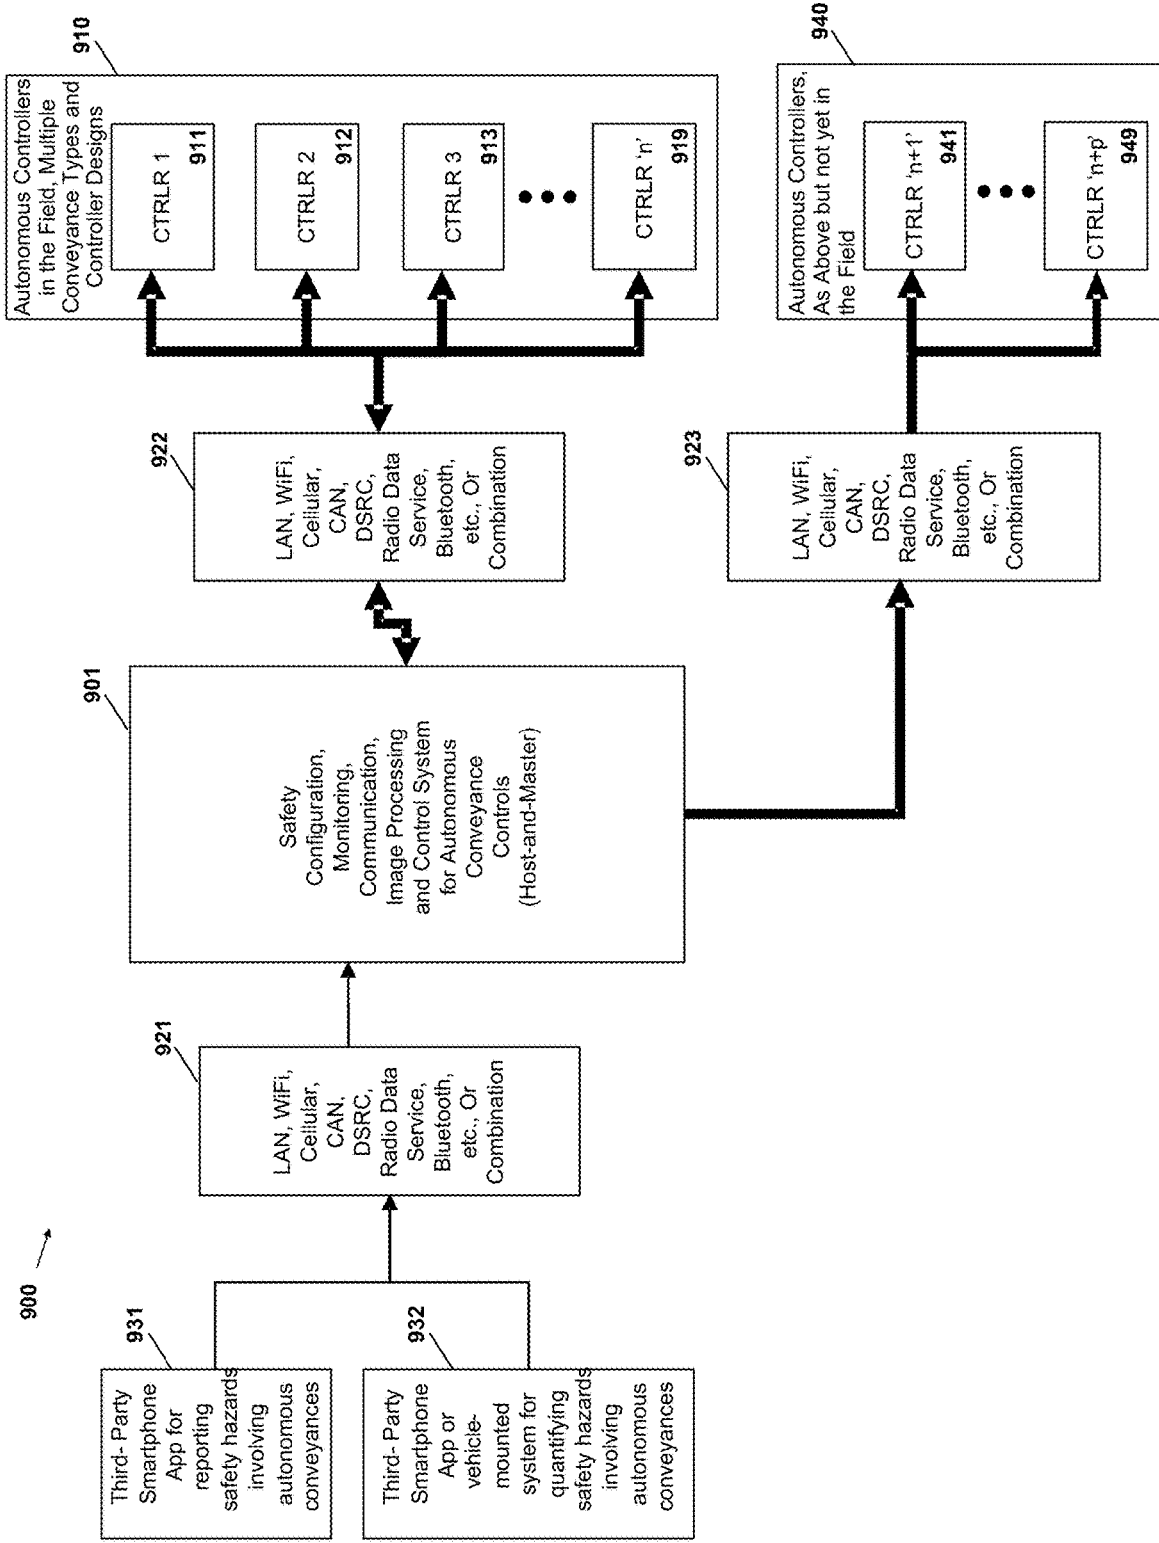 900
Third- Party
Smartphone
App for
reporting
safety hazards
involving
autonomous
conveyances
931
Third- Party
Smartphone
App or
vehicle-
mounted
system for
quantifying
safety hazards
involving
autonomous
conveyances
932
921
LAN, WiFi,
Cellular,
CAN,
DSRC,
Radio Data
Service,
Bluetooth,
etc., Or
Combination
901
Safety
Configuration,
Monitoring,
Communication,
Image Processing
and Control System
for Autonomous
Conveyance
Controls
(Host-and-Master)
922
LAN, WiFi,
Cellular,
CAN,
DSRC,
Radio Data
Service,
Bluetooth,
etc., Or
Combination
923
LAN, WiFi,
Cellular,
CAN,
DSRC,
Radio Data
Service,
Bluetooth,
etc., Or
Combination
910
Autonomous Controllers
in the Field, Multiple
Conveyance Types and
Controller Designs
CTRLR 1
911
CTRLR 2
912
CTRLR 3
913
CTRLR 'n'
919
940
Autonomous Controllers,
As Above but not yet in
the Field
CTRLR 'n+1'
941
CTRLR 'n+p'
949